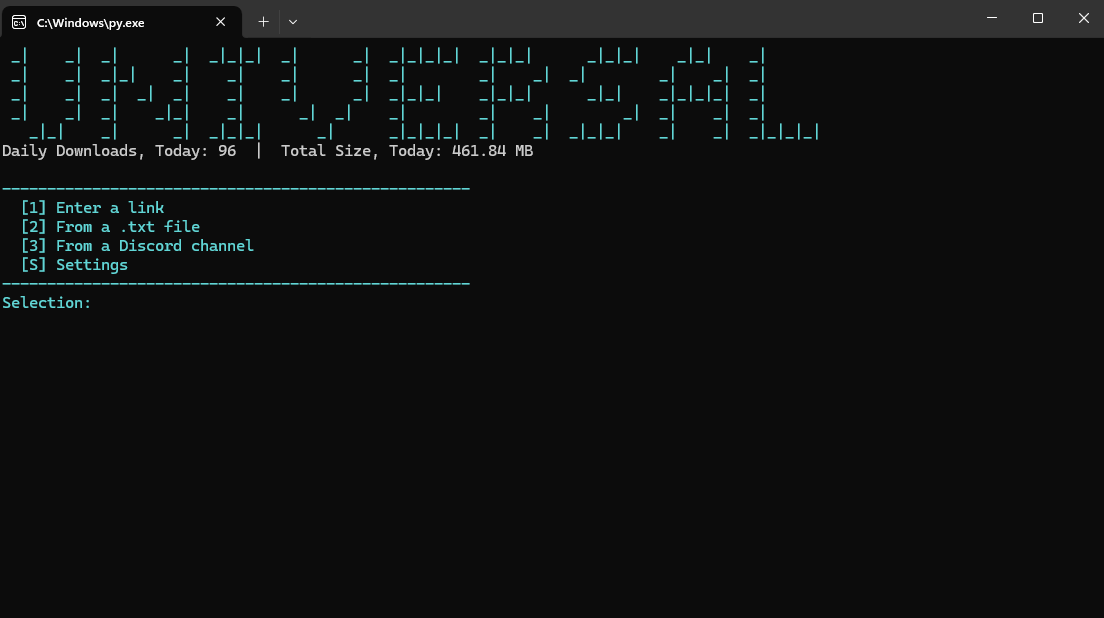 C:\Windows\py.exe
UNIVERSAL
Daily Downloads, Today: 96 | Total Size, Today: 461.84 MB
----------------------------------------------------
[1] Enter a link
[2] From a .txt file
[3] From a Discord channel
[S] Settings
----------------------------------------------------
Selection: